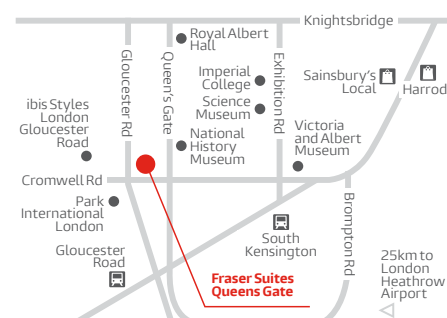 Knightsbridge
Royal Albert
Hall
Gloucester Rd
Queen's Gate
Exhibition Rd
Imperial
College
Science
Museum
Sainsbury's
Local
Harrod
ibis Styles
London
Gloucester
Road
National
History
Museum
Victoria
and Albert
Museum
Cromwell Rd
Park
International
London
Brompton Rd
South
Kensington
Gloucester
Road
Fraser Suites
Queens Gate
25km to
London
Heathrow
Airport